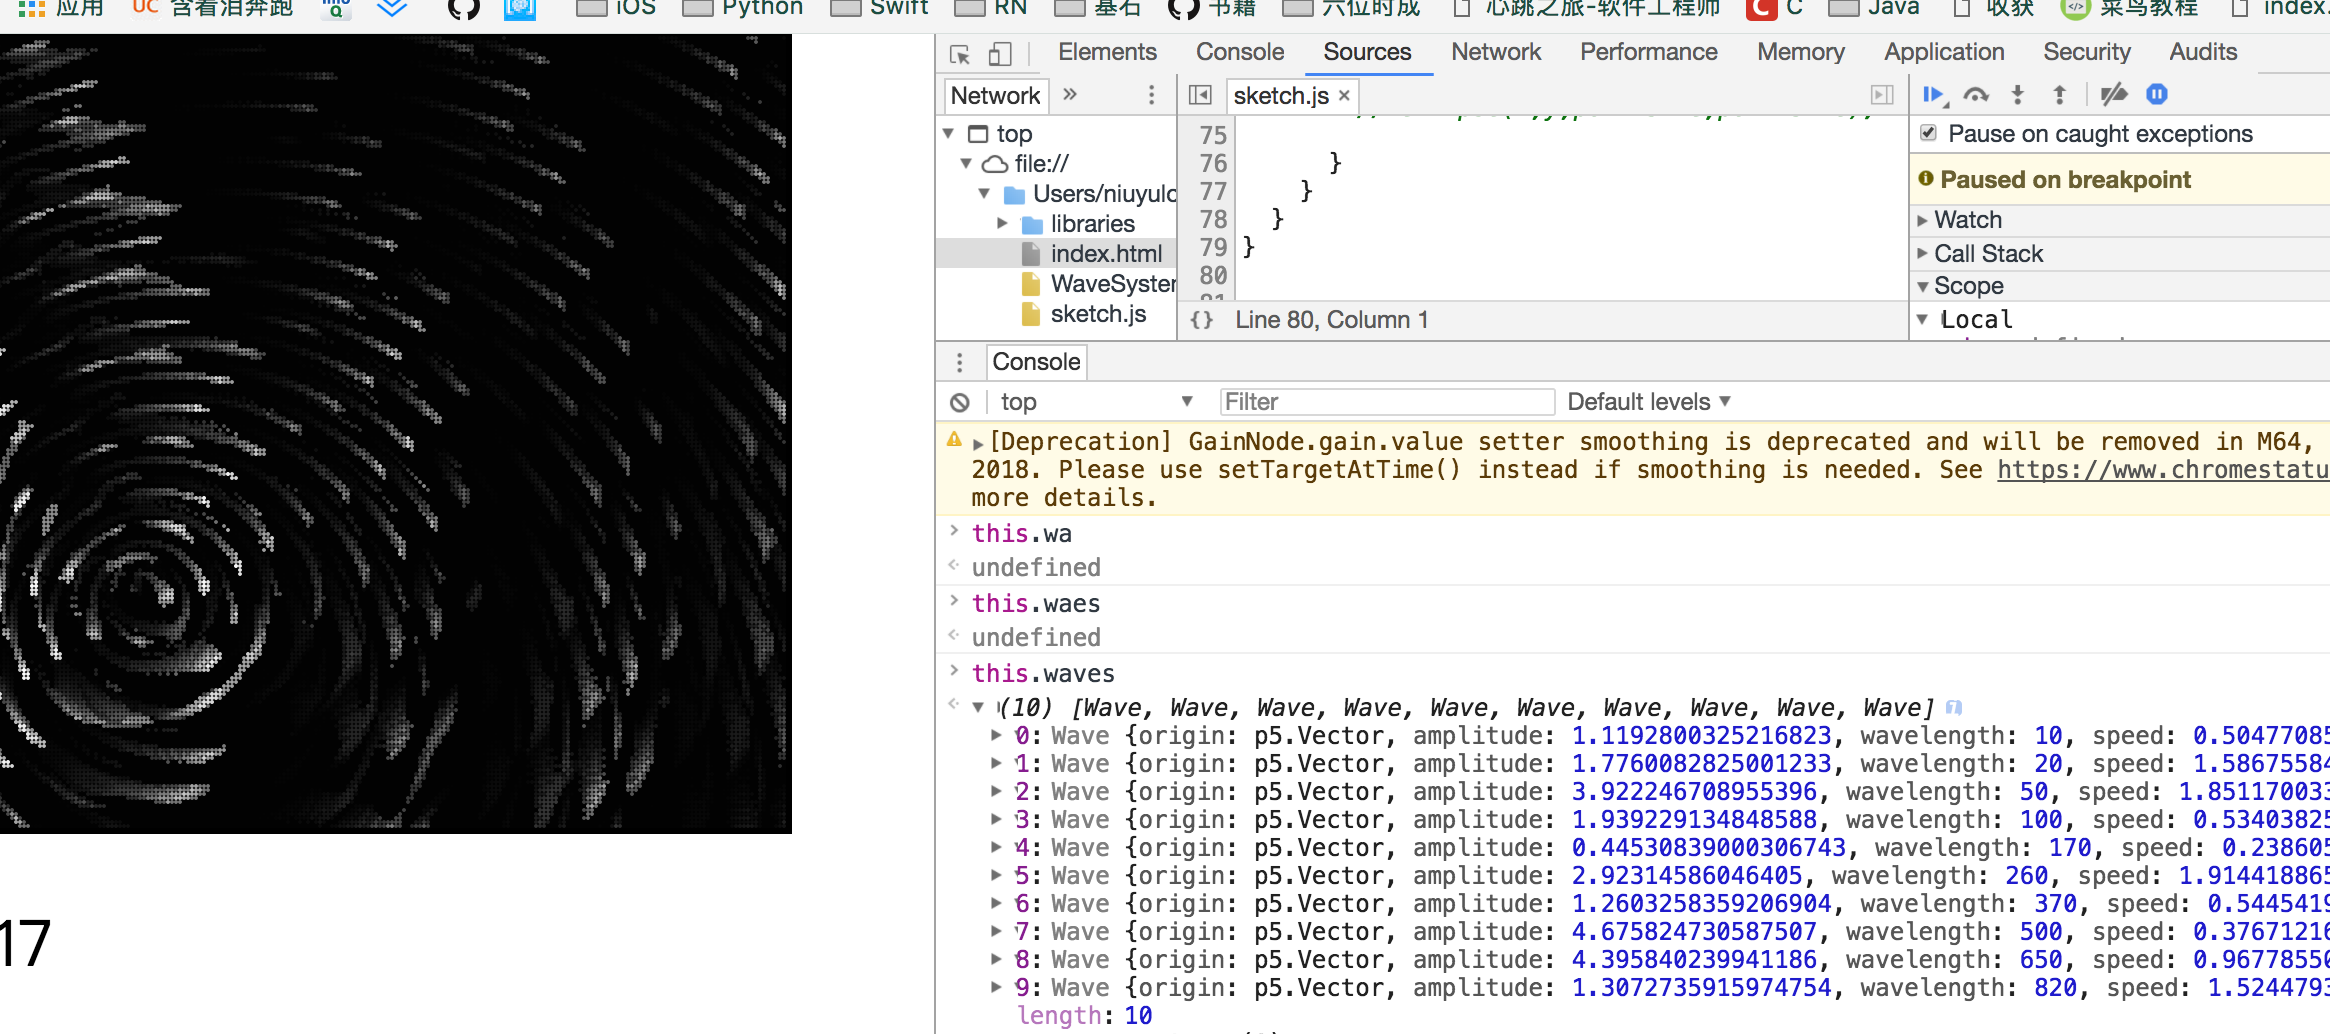 应用 UC 含着泪奔跑 iOS Python Swift RN 基石 书籍 六位时成 心跳之旅-软件工程师 C C Java 收获 菜鸟教程 index.
Elements Console Sources Network Performance Memory Application Security Audits
Network » sketch.js ×
Pause on caught exceptions
Paused on breakpoint
Watch
Call Stack
Scope
Local
top
file://
Users/niuyulo
libraries
index.html
WaveSyster
sketch.js
75
76 }
77 }
78 }
79 }
80
81
{} Line 80, Column 1
Console
top Filter Default levels
[Deprecation] GainNode.gain.value setter smoothing is deprecated and will be removed in M64,
2018. Please use setTargetAtTime() instead if smoothing is needed. See https://www.chromestatu
more details.
> this.wa
< undefined
> this.waes
< undefined
> this.waves
< (10) [Wave, Wave, Wave, Wave, Wave, Wave, Wave, Wave, Wave, Wave]
0: Wave {origin: p5.Vector, amplitude: 1.1192800325216823, wavelength: 10, speed: 0.50477085
1: Wave {origin: p5.Vector, amplitude: 1.7760082825001233, wavelength: 20, speed: 1.58675584
2: Wave {origin: p5.Vector, amplitude: 3.922246708955396, wavelength: 50, speed: 1.851170033
3: Wave {origin: p5.Vector, amplitude: 1.939229134848588, wavelength: 100, speed: 0.53403825
4: Wave {origin: p5.Vector, amplitude: 0.44530839000306743, wavelength: 170, speed: 0.238605
5: Wave {origin: p5.Vector, amplitude: 2.92314586046405, wavelength: 260, speed: 1.914418865
6: Wave {origin: p5.Vector, amplitude: 1.2603258359206904, wavelength: 370, speed: 0.5445419
7: Wave {origin: p5.Vector, amplitude: 4.675824730587507, wavelength: 500, speed: 0.37671216
8: Wave {origin: p5.Vector, amplitude: 4.395840239941186, wavelength: 650, speed: 0.96778550
9: Wave {origin: p5.Vector, amplitude: 1.3072735915974754, wavelength: 820, speed: 1.5244793
length: 10
17